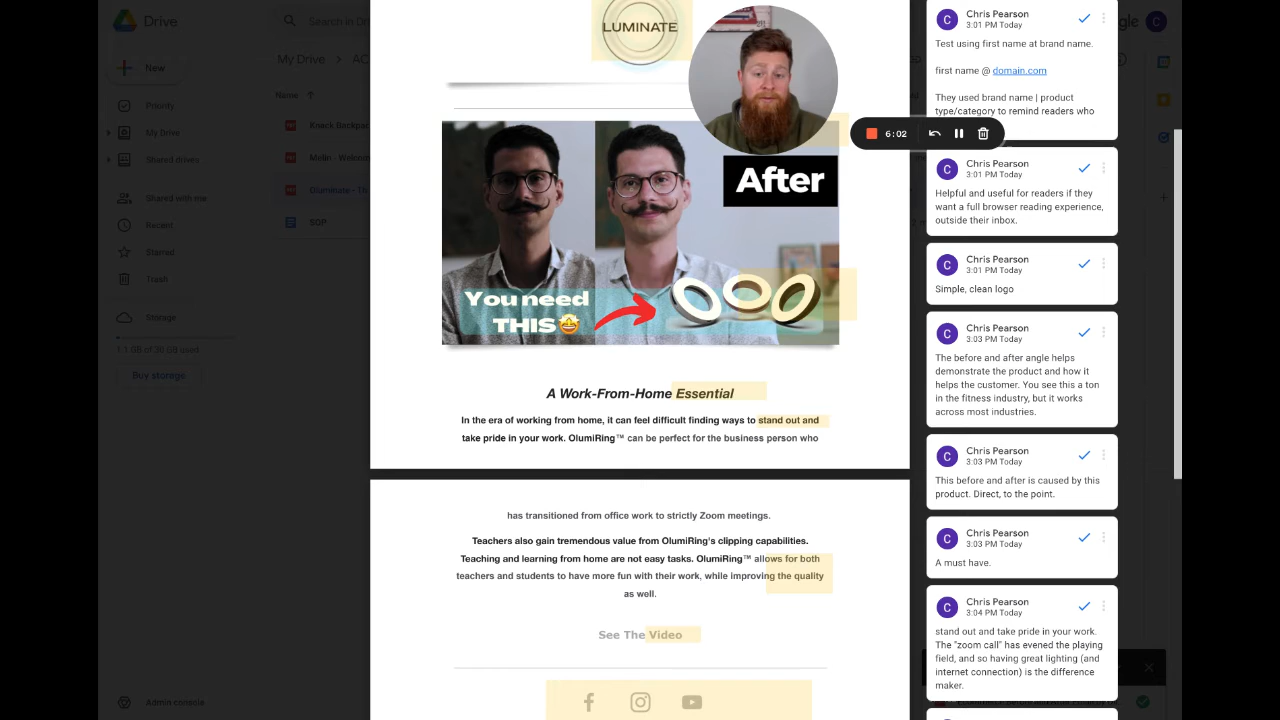 Drive
Search in Dr
New
Priority
My Drive
Shared drives
Shared with me
Recent
Starred
Trash
Storage
Buy storage
Admin console
My Drive
Name
SOP
LUMINATE
After
You need
THIS🤩
A Work-From-Home Essential
In the era of working from home, it can feel difficult finding ways to stand out and
take pride in your work. OlumiRing™ can be perfect for the business person who
has transitioned from office work to strictly Zoom meetings.
Teachers also gain tremendous value from OlumiRing's clipping capabilities.
Teaching and learning from home are not easy tasks. OlumiRing™ allows for both
teachers and students to have more fun with their work, while improving the quality
as well.
See The Video
6:02
C
Chris Pearson
3:01 PM Today
Test using first name at brand name.
first name @ domain.com
They used brand name | product
type/category to remind readers who
C
Chris Pearson
3:01 PM Today
Helpful and useful for readers if they
want a full browser reading experience,
outside their inbox.
C
Chris Pearson
3:01 PM Today
Simple, clean logo
C
Chris Pearson
3:03 PM Today
The before and after angle helps
demonstrate the product and how it
helps the customer. You see this a ton
in the fitness industry, but it works
across most industries.
C
Chris Pearson
3:03 PM Today
This before and after is caused by this
product. Direct, to the point.
C
Chris Pearson
3:03 PM Today
A must have.
C
Chris Pearson
3:04 PM Today
stand out and take pride in your work.
The "zoom call" has evened the playing
field, and so having great lighting (and
internet connection) is the difference
maker.
C